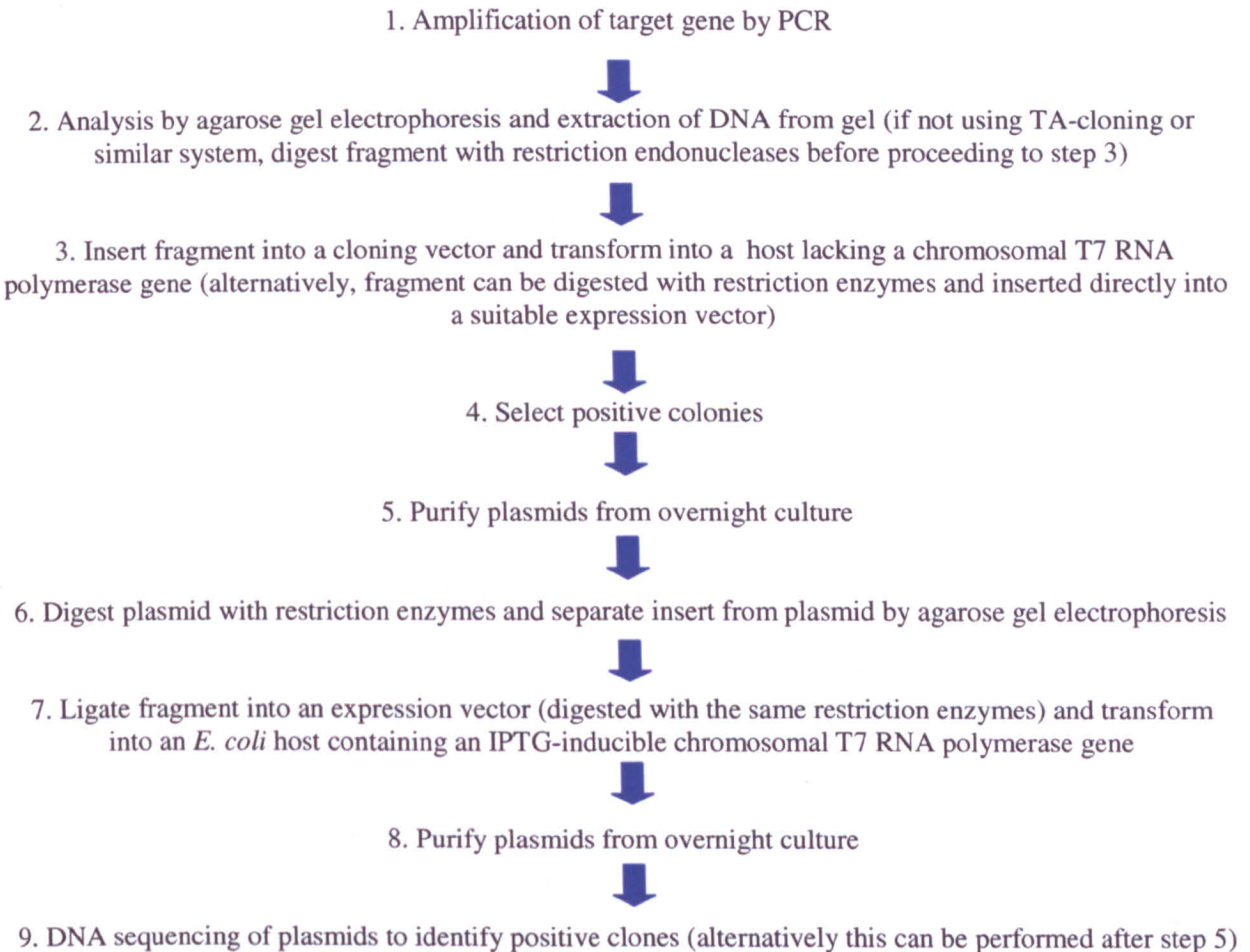 1. Amplification of target gene by PCR
2. Analysis by agarose gel electrophoresis and extraction of DNA from gel (if not using TA-cloning or
similar system, digest fragment with restriction endonucleases before proceeding to step 3)
3. Insert fragment into a cloning vector and transform into a host lacking a chromosomal T7 RNA
polymerase gene (alternatively, fragment can be digested with restriction enzymes and inserted directly into
a suitable expression vector)
4. Select positive colonies
5. Purify plasmids from overnight culture
6. Digest plasmid with restriction enzymes and separate insert from plasmid by agarose gel electrophoresis
7. Ligate fragment into an expression vector (digested with the same restriction enzymes) and transform
into an E. coli host containing an IPTG-inducible chromosomal T7 RNA polymerase gene
8. Purify plasmids from overnight culture
9. DNA sequencing of plasmids to identify positive clones (alternatively this can be performed after step 5)